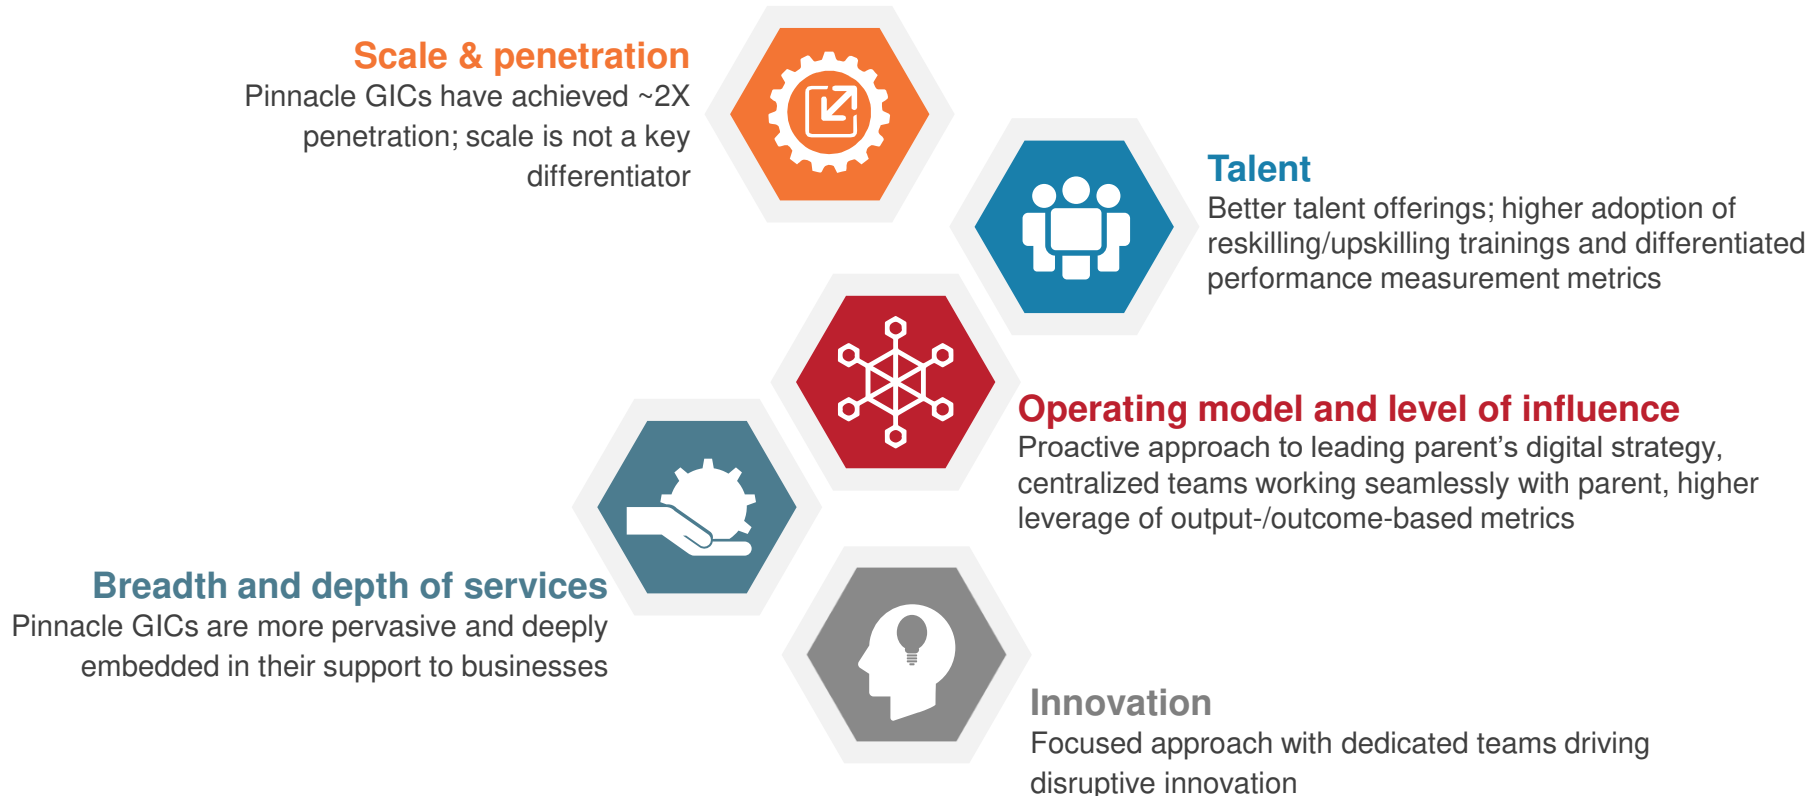 Scale & penetration
Pinnacle GICs have achieved ~2X
penetration; scale is not a key
differentiator
Talent
Better talent offerings; higher adoption of
reskilling/upskilling trainings and differentiated
performance measurement metrics
Operating model and level of influence
Proactive approach to leading parent’s digital strategy,
centralized teams working seamlessly with parent, higher
leverage of output-/outcome-based metrics
Breadth and depth of services
Pinnacle GICs are more pervasive and deeply
embedded in their support to businesses
Innovation
Focused approach with dedicated teams driving
disruptive innovation